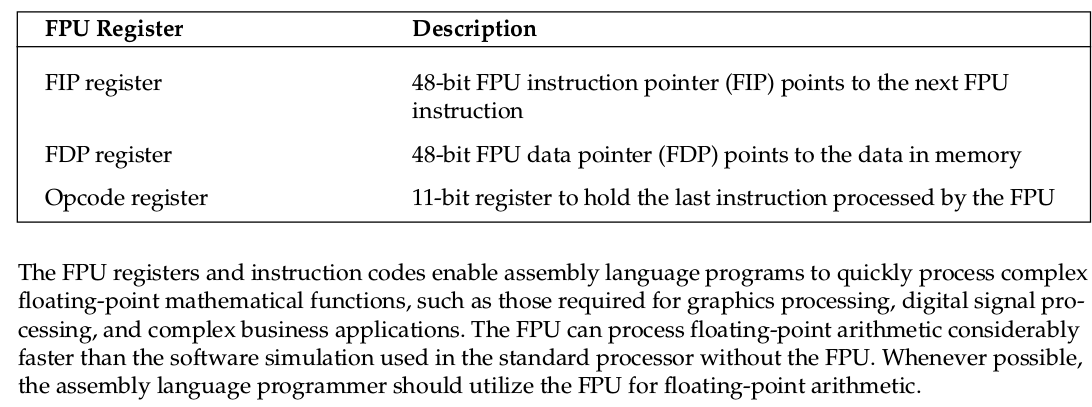 FPU Register Description
FIP register 48-bit FPU instruction pointer (FIP) points to the next FPU
instruction
FDP register 48-bit FPU data pointer (FDP) points to the data in memory
Opcode register 11-bit register to hold the last instruction processed by the FPU
The FPU registers and instruction codes enable assembly language programs to quickly process complex
floating-point mathematical functions, such as those required for graphics processing, digital signal pro-
cessing, and complex business applications. The FPU can process floating-point arithmetic considerably
faster than the software simulation used in the standard processor without the FPU. Whenever possible,
the assembly language programmer should utilize the FPU for floating-point arithmetic.